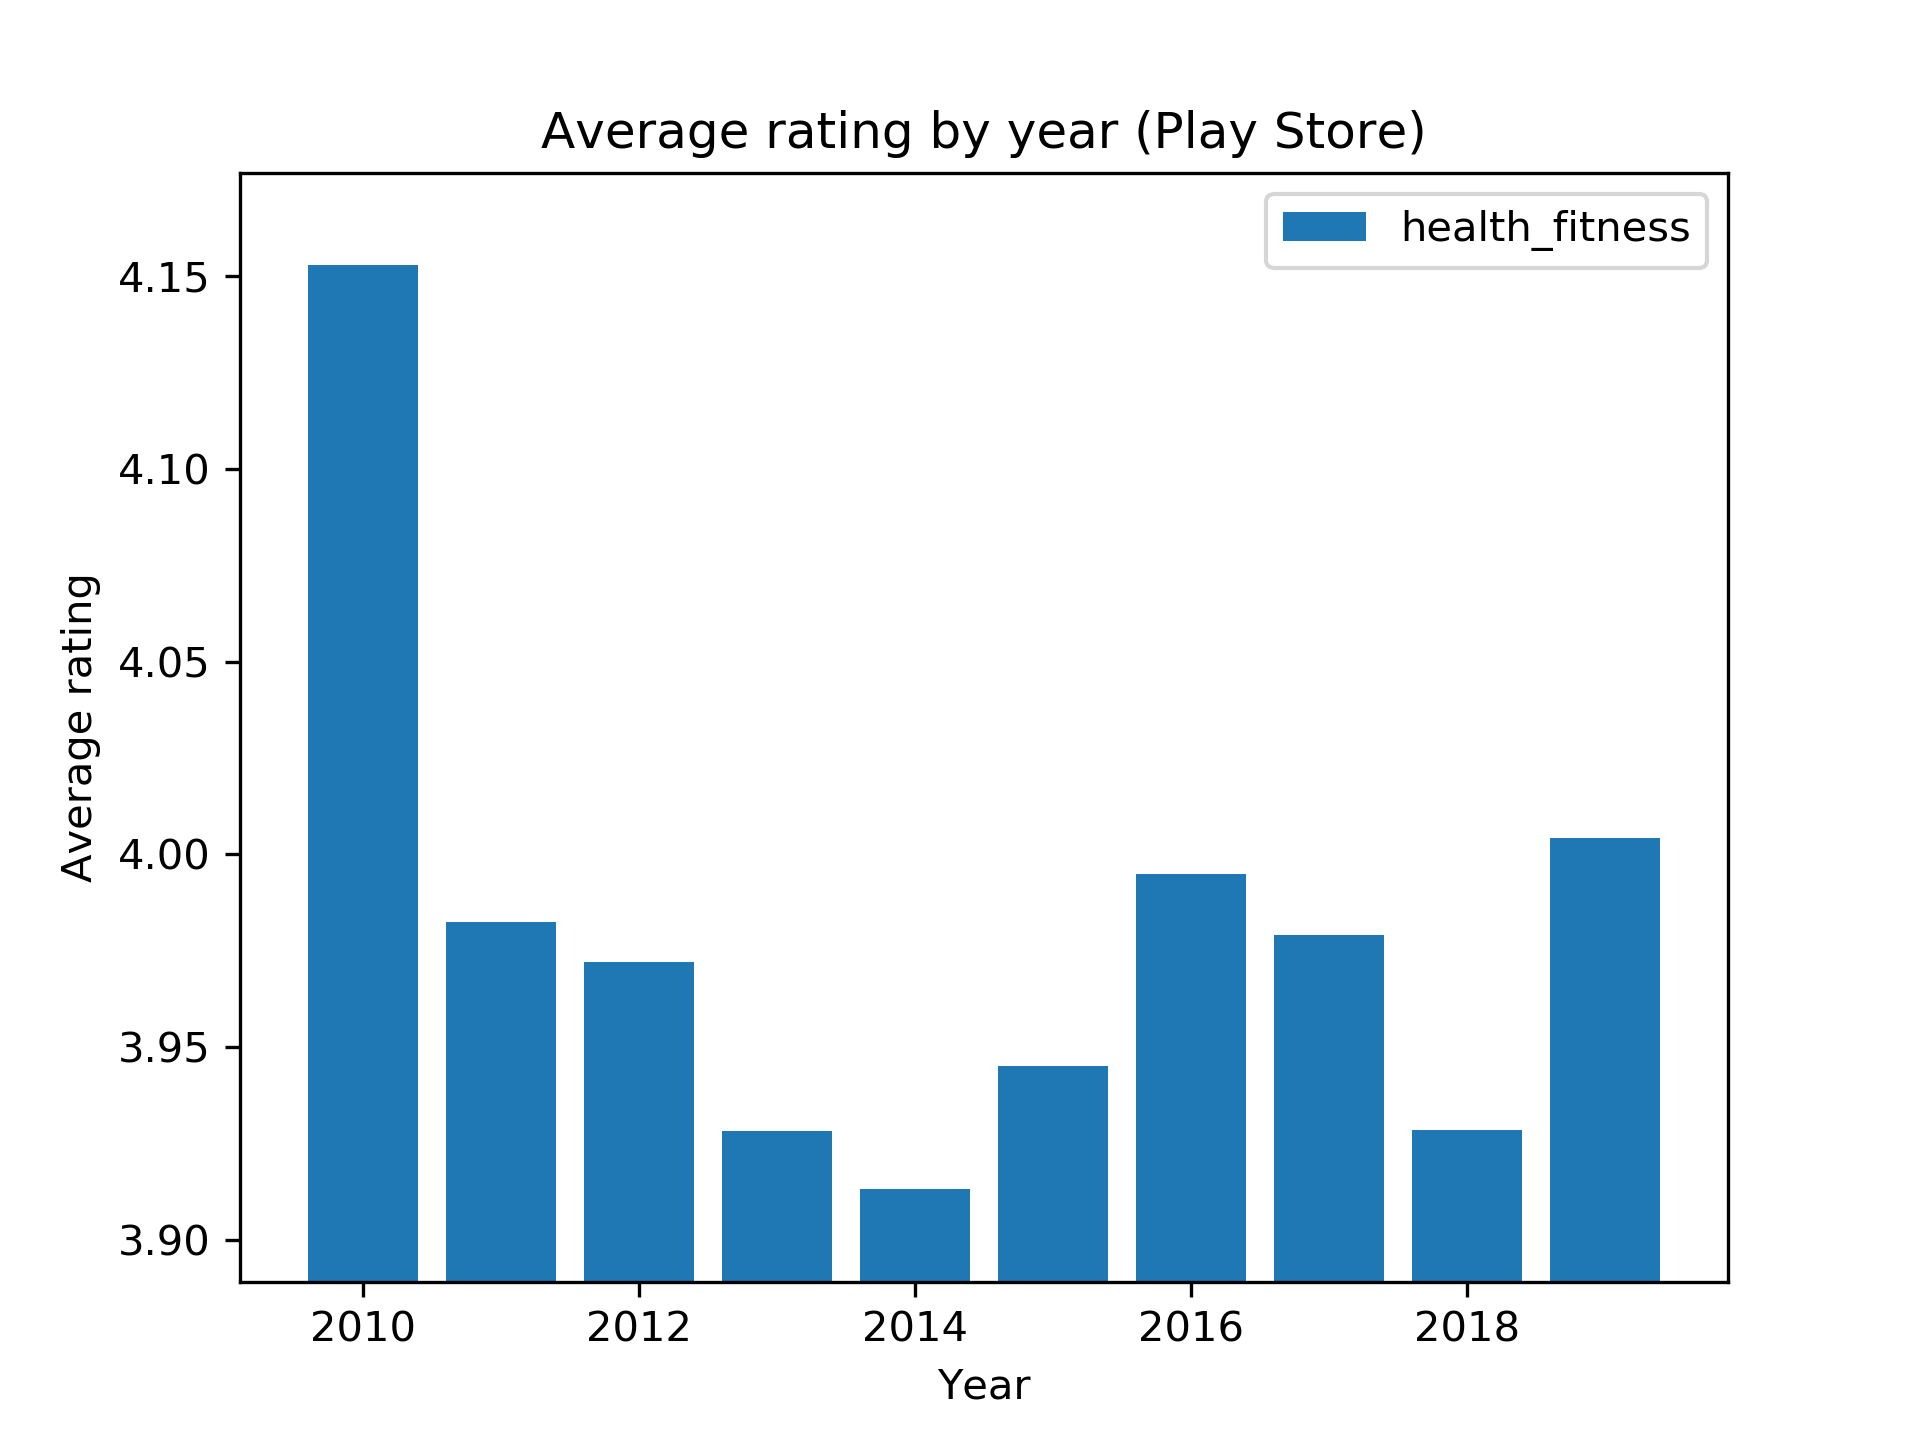 Average rating by year (Play Store)
health_fitness
Average rating
4.15
4.10
4.05
4.00
3.95
3.90
2010 2012 2014 2016 2018
Year